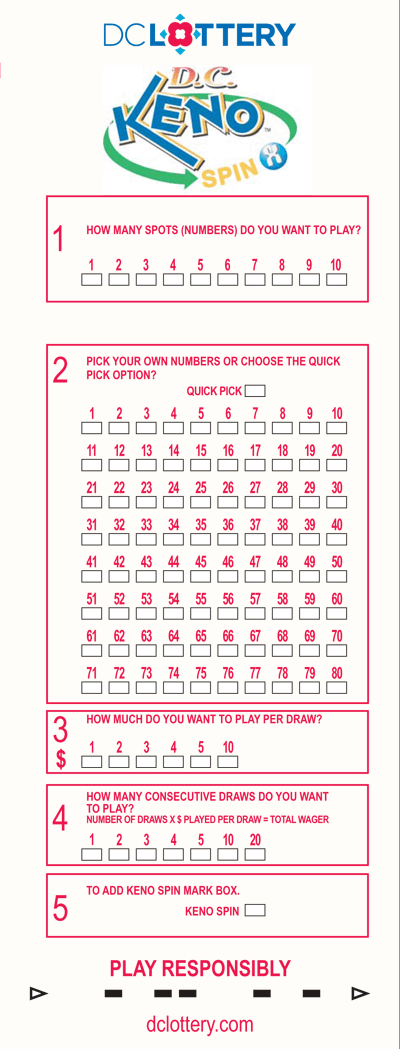 DCLOTTERY
D.C.
KENO™
SPIN
1
HOW MANY SPOTS (NUMBERS) DO YOU WANT TO PLAY?
1 2 3 4 5 6 7 8 9 10
2
PICK YOUR OWN NUMBERS OR CHOOSE THE QUICK
PICK OPTION?
QUICK PICK
1 2 3 4 5 6 7 8 9 10
11 12 13 14 15 16 17 18 19 20
21 22 23 24 25 26 27 28 29 30
31 32 33 34 35 36 37 38 39 40
41 42 43 44 45 46 47 48 49 50
51 52 53 54 55 56 57 58 59 60
61 62 63 64 65 66 67 68 69 70
71 72 73 74 75 76 77 78 79 80
3
HOW MUCH DO YOU WANT TO PLAY PER DRAW?
$ 1 2 3 4 5 10
4
HOW MANY CONSECUTIVE DRAWS DO YOU WANT
TO PLAY?
NUMBER OF DRAWS X $ PLAYED PER DRAW = TOTAL WAGER
1 2 3 4 5 10 20
5
TO ADD KENO SPIN MARK BOX.
KENO SPIN
PLAY RESPONSIBLY
dclottery.com